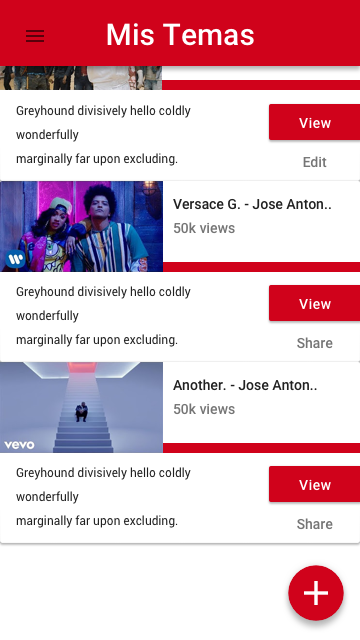 Mis Temas
Greyhound divisively hello coldly
wonderfully
marginally far upon excluding.
View
Edit
Versace G. - Jose Anton..
50k views
Greyhound divisively hello coldly
wonderfully
marginally far upon excluding.
View
Share
vevo
Another. - Jose Anton..
50k views
Greyhound divisively hello coldly
wonderfully
marginally far upon excluding.
View
Share